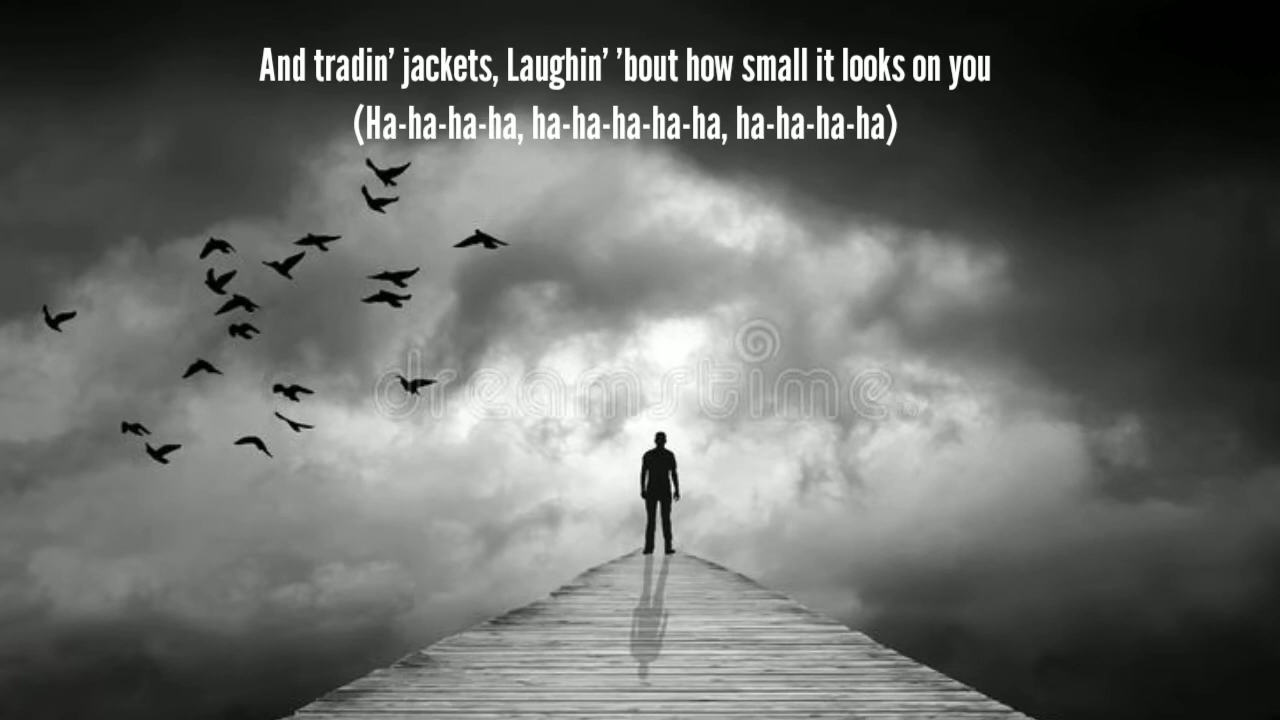 And tradin' jackets, Laughin' 'bout how small it looks on you
(Ha-ha-ha-ha, ha-ha-ha-ha-ha, ha-ha-ha-ha)
dreamstime